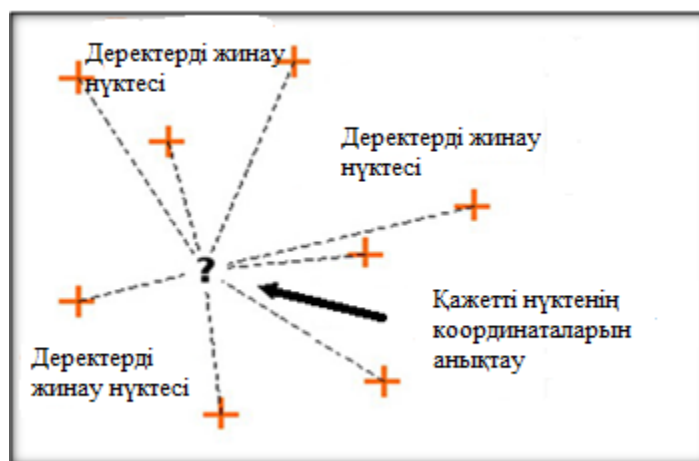 Деректерді жинау
нүктесі
Деректерді жинау
нүктесі
?
Қажетті нүктенің
координаталарын
анықтау
Деректерді
жинау нүктесі